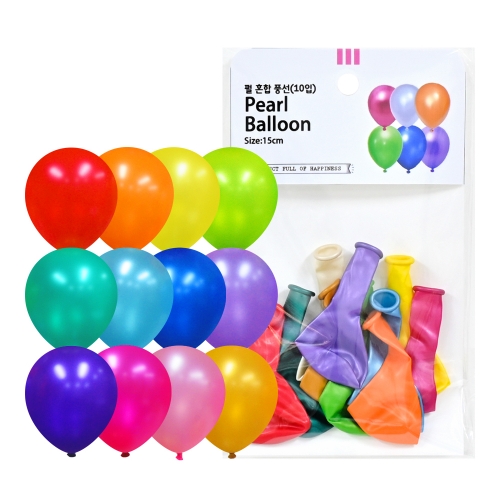 펄 혼합 풍선(10입)
Pearl
Balloon
Size:15cm
FULL OF HAPPINESS